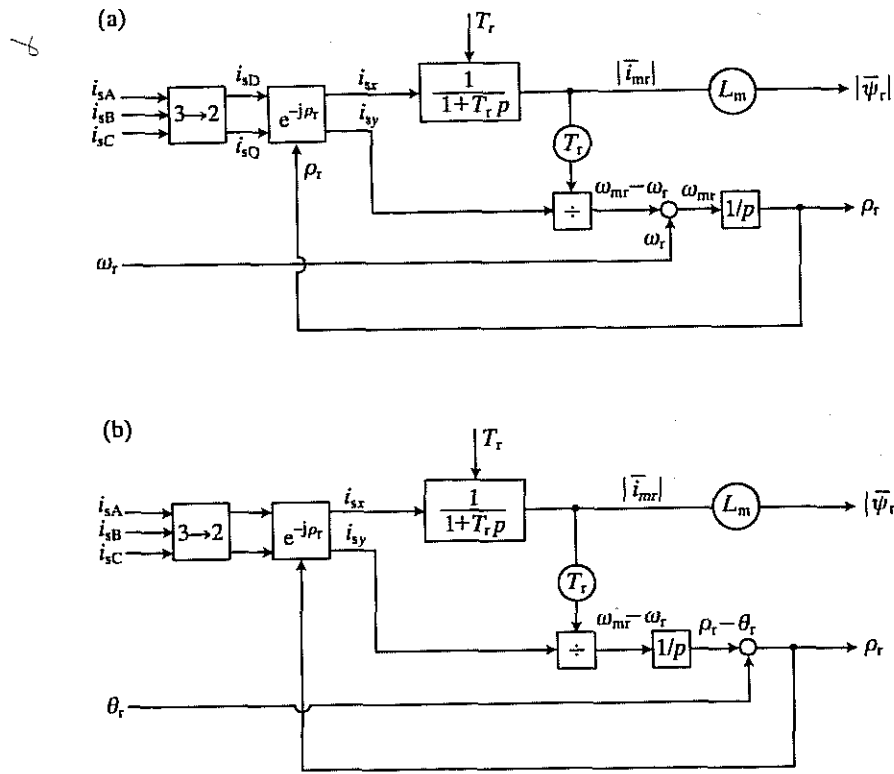 (a)
T_r
i_sA
i_sB
i_sC
3→2
i_sD
i_sQ
e^−jρ_r
ρ_r
i_sx
i_sy
1
1+T_r p
|i̅_mr|
L_m
|ψ̅_r|
T_r
÷
ω_mr−ω_r
ω_mr
ω_r
1/p
ρ_r
ω_r
(b)
T_r
i_sA
i_sB
i_sC
3→2
e^−jρ_r
i_sx
i_sy
1
1+T_r p
|i̅_mr|
L_m
|ψ̅_r
T_r
÷
ω_mr−ω_r
1/p
ρ_r−θ_r
ρ_r
θ_r